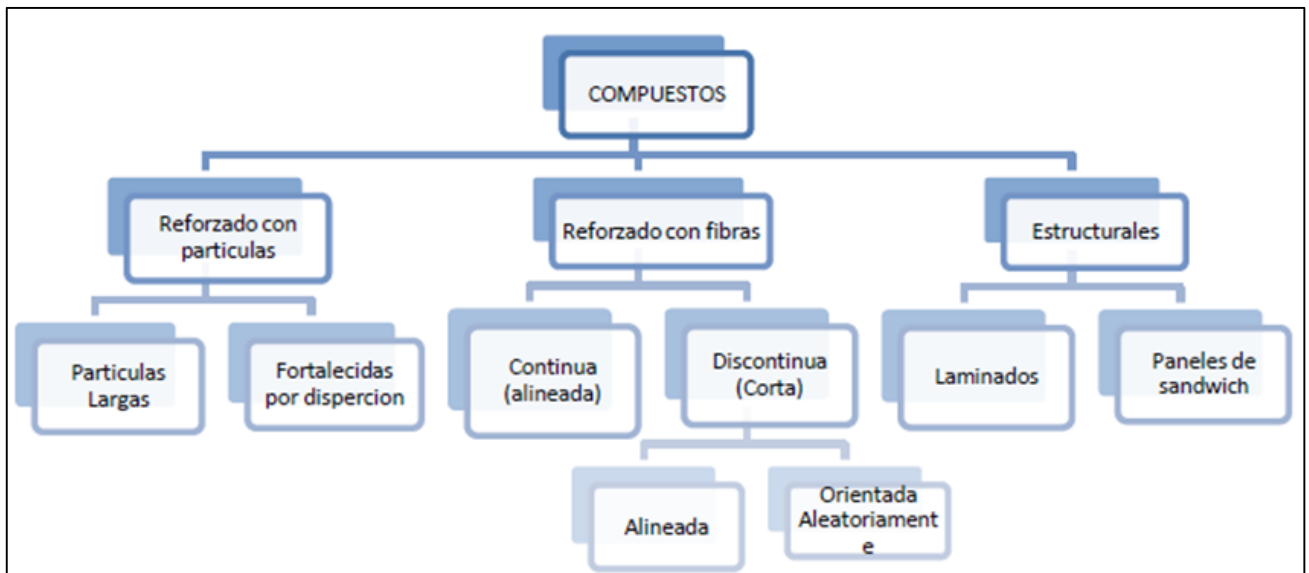 COMPUESTOS
Reforzado con
particulas
Reforzado con fibras
Estructurales
Particulas
Largas
Fortalecidas
por dispercion
Continua
(alineada)
Discontinua
(Corta)
Laminados
Paneles de
sandwich
Alineada
Orientada
Aleatoriament
e